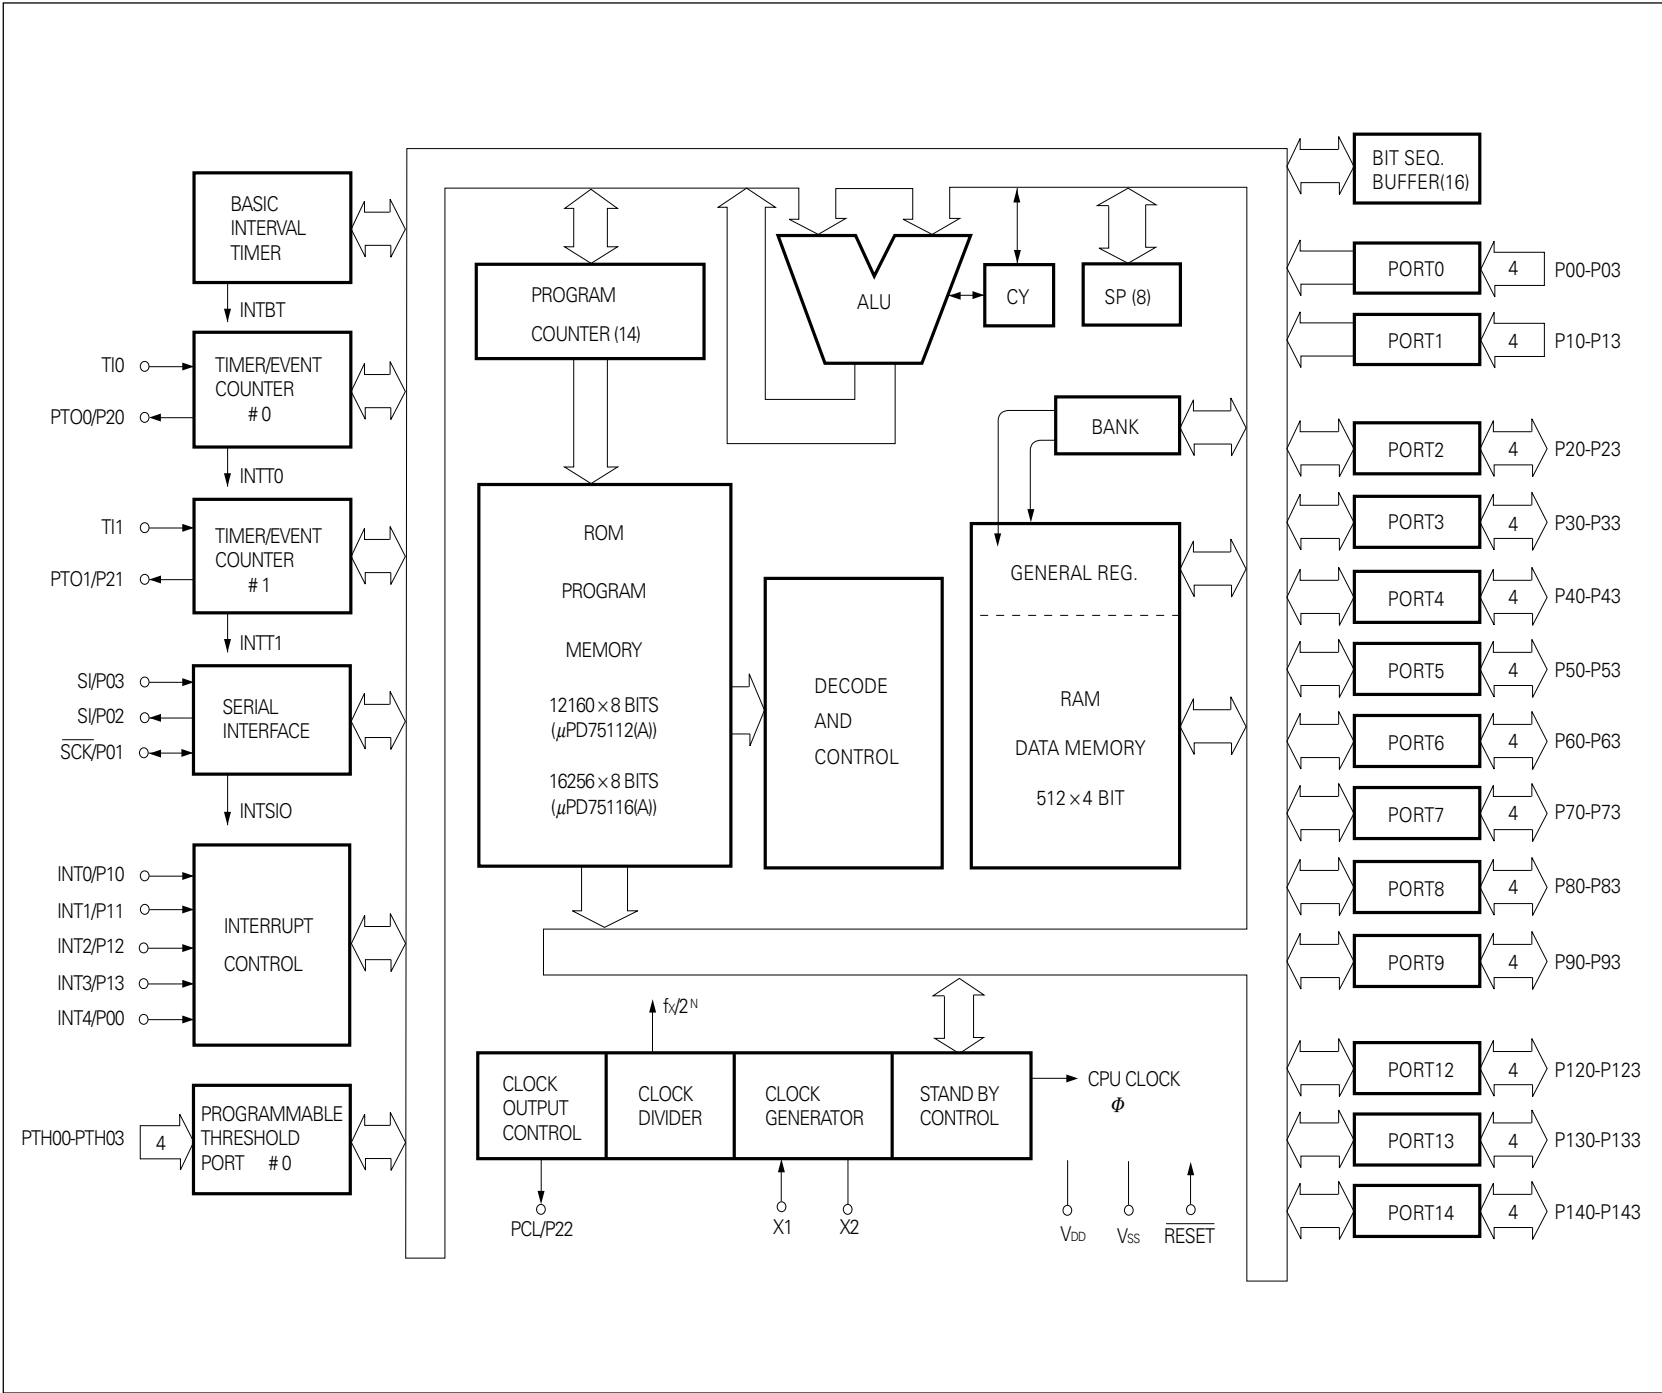 BASIC
INTERVAL
TIMER
INTBT
TI0
PTO0/P20
TIMER/EVENT
COUNTER
#0
INTT0
TI1
PTO1/P21
TIMER/EVENT
COUNTER
#1
INTT1
SI/P03
SI/P02
SCK/P01
SERIAL
INTERFACE
INTSIO
INT0/P10
INT1/P11
INT2/P12
INT3/P13
INT4/P00
INTERRUPT
CONTROL
PTH00-PTH03
4
PROGRAMMABLE
THRESHOLD
PORT #0
PROGRAM
COUNTER (14)
ALU
CY
SP (8)
BANK
ROM
PROGRAM
MEMORY
12160×8 BITS
(μPD75112(A))
16256×8 BITS
(μPD75116(A))
DECODE
AND
CONTROL
GENERAL REG.
RAM
DATA MEMORY
512×4 BIT
fx/2ᴺ
CLOCK
OUTPUT
CONTROL
CLOCK
DIVIDER
CLOCK
GENERATOR
STAND BY
CONTROL
CPU CLOCK
Φ
PCL/P22
X1
X2
VDD
VSS
RESET
BIT SEQ.
BUFFER(16)
PORT0
4
P00-P03
PORT1
4
P10-P13
PORT2
4
P20-P23
PORT3
4
P30-P33
PORT4
4
P40-P43
PORT5
4
P50-P53
PORT6
4
P60-P63
PORT7
4
P70-P73
PORT8
4
P80-P83
PORT9
4
P90-P93
PORT12
4
P120-P123
PORT13
4
P130-P133
PORT14
4
P140-P143